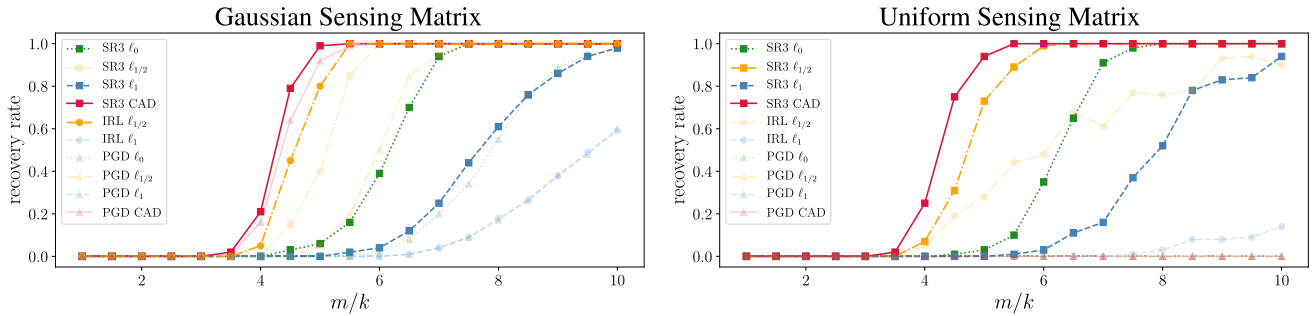 Gaussian Sensing Matrix
recovery rate
1.0
0.8
0.6
0.4
0.2
0.0
SR3 ℓ₀
SR3 ℓ₁/₂
SR3 ℓ₁
SR3 CAD
IRL ℓ₁/₂
IRL ℓ₁
PGD ℓ₀
PGD ℓ₁/₂
PGD ℓ₁
PGD CAD
2 4 6 8 10
m/k
Uniform Sensing Matrix
recovery rate
1.0
0.8
0.6
0.4
0.2
0.0
SR3 ℓ₀
SR3 ℓ₁/₂
SR3 ℓ₁
SR3 CAD
IRL ℓ₁/₂
IRL ℓ₁
PGD ℓ₀
PGD ℓ₁/₂
PGD ℓ₁
PGD CAD
2 4 6 8 10
m/k